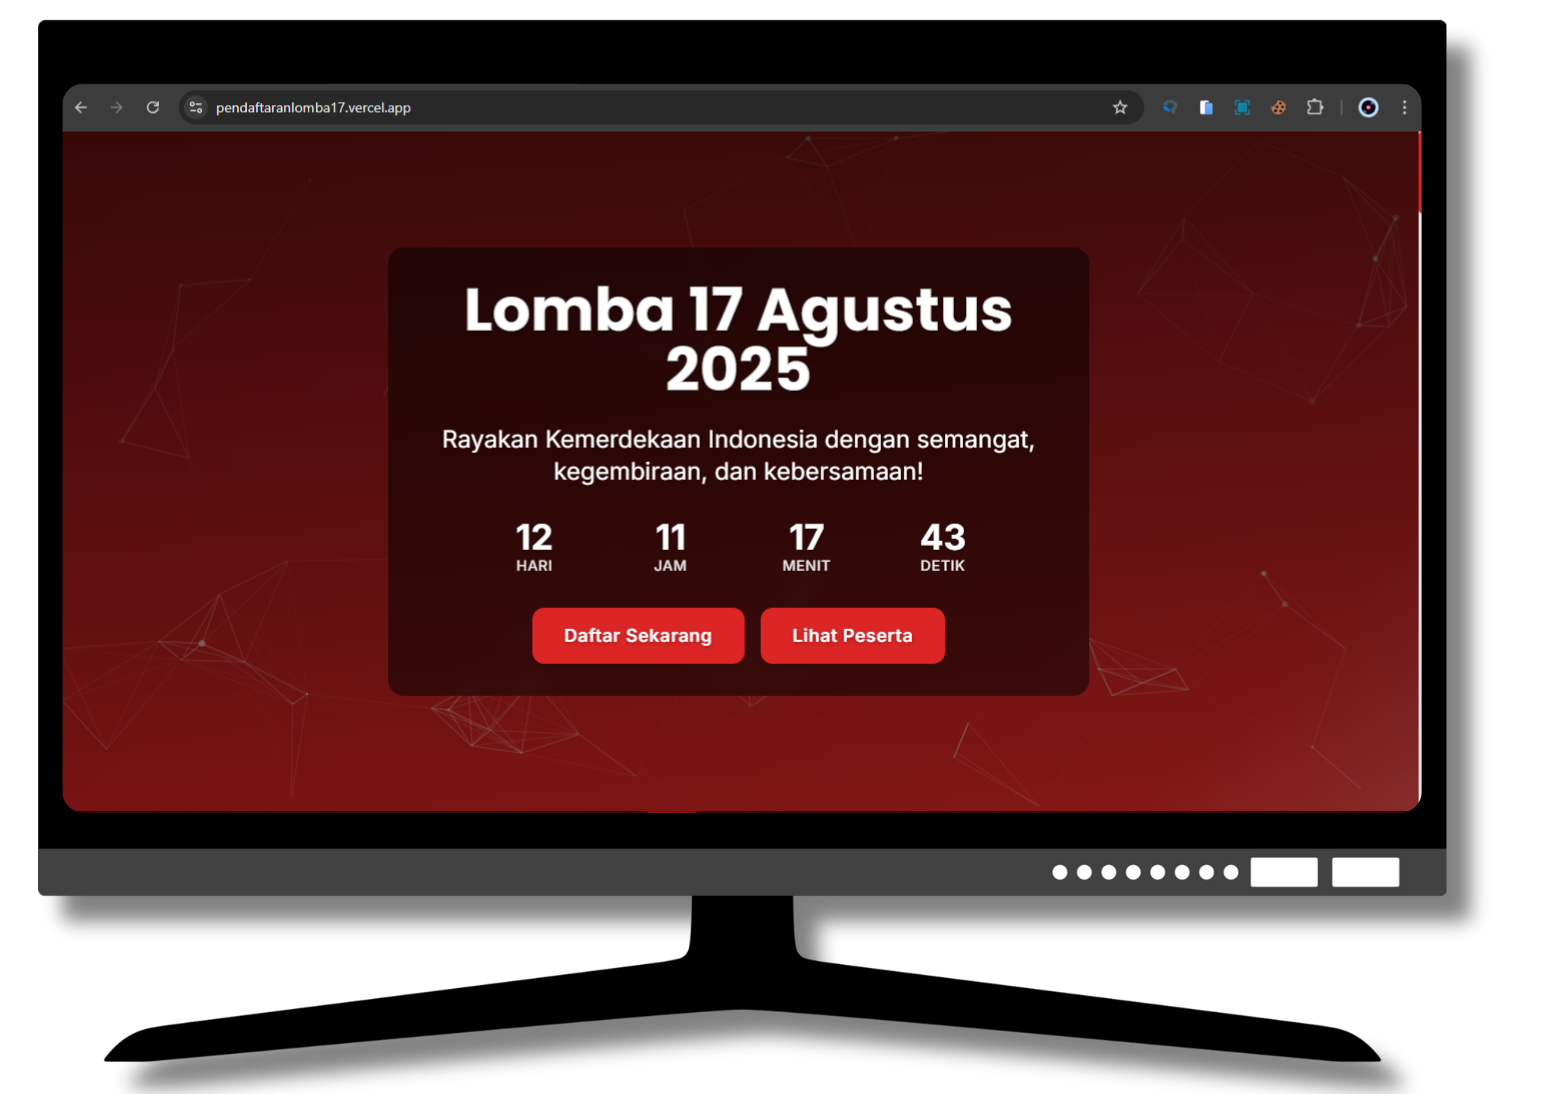 pendaftaranlomba17.vercel.app
Lomba 17 Agustus
2025
Rayakan Kemerdekaan Indonesia dengan semangat,
kegembiraan, dan kebersamaan!
12 11 17 43
HARI JAM MENIT DETIK
Daftar Sekarang Lihat Peserta